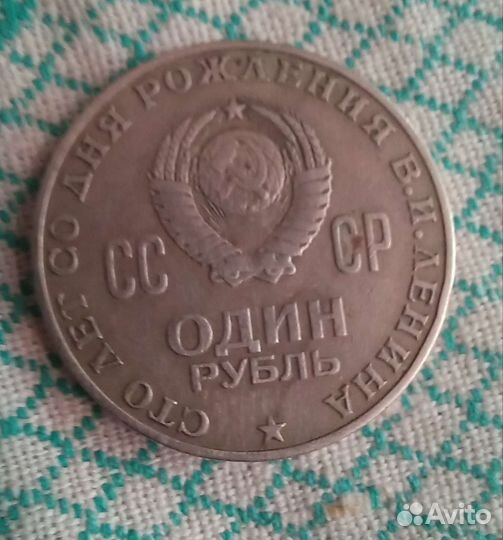 СТО ЛЕТ СО ДНЯ РОЖДЕНИЯ В.И. ЛЕНИНА
СС СР
ОДИН
РУБЛЬ
Avito